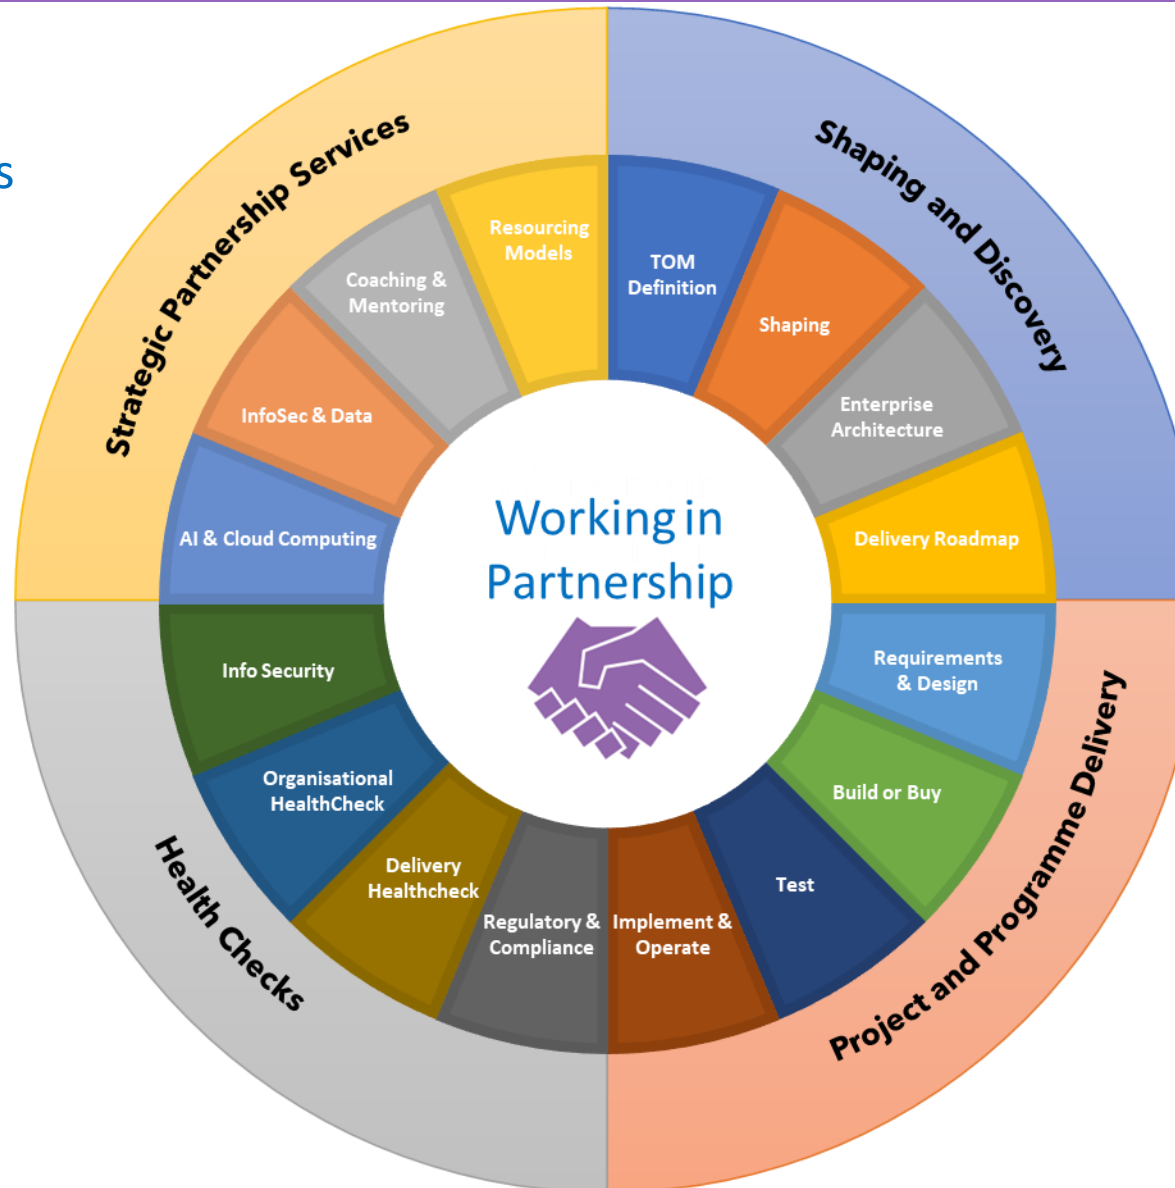 s
Strategic Partnership Services
Shaping and Discovery
Resourcing
Models
TOM
Definition
Coaching &
Mentoring
Shaping
InfoSec & Data
Enterprise
Architecture
AI & Cloud Computing
Delivery Roadmap
Working in
Partnership
Info Security
Requirements
& Design
Organisational
HealthCheck
Build or Buy
Delivery
Healthcheck
Test
Regulatory &
Compliance
Implement &
Operate
Health Checks
Project and Programme Delivery